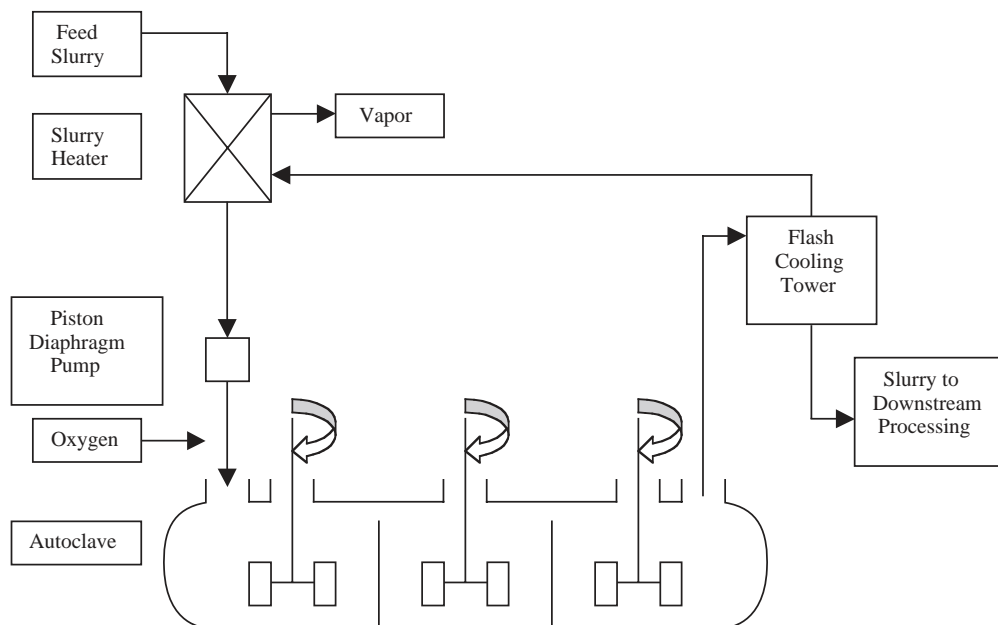 Feed
Slurry
Vapor
Slurry
Heater
Flash
Cooling
Tower
Piston
Diaphragm
Pump
Slurry to
Downstream
Processing
Oxygen
Autoclave